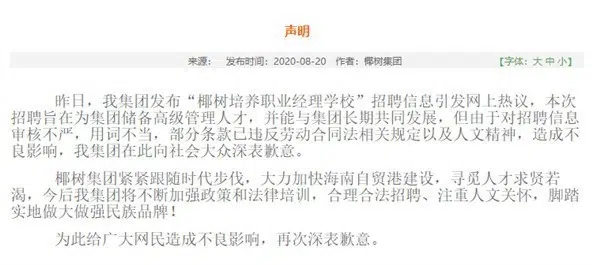 声明
来源： 发布时间：2020-08-20 作者：椰树集团 【字体：大 中 小】
昨日，我集团发布“椰树培养职业经理学校”招聘信息引发网上热议，本次
招聘旨在为集团储备高级管理人才，并能与集团长期共同发展，但由于对招聘信息
审核不严，用词不当，部分条款已违反劳动合同法相关规定以及人文精神，造成不
良影响，我集团在此向社会大众深表歉意。
椰树集团紧紧跟随时代步伐，大力加快海南自贸港建设，寻觅人才求贤若
渴，今后我集团将不断加强政策和法律培训，合理合法招聘、注重人文关怀，脚踏
实地做大做强民族品牌！
为此给广大网民造成不良影响，再次深表歉意。